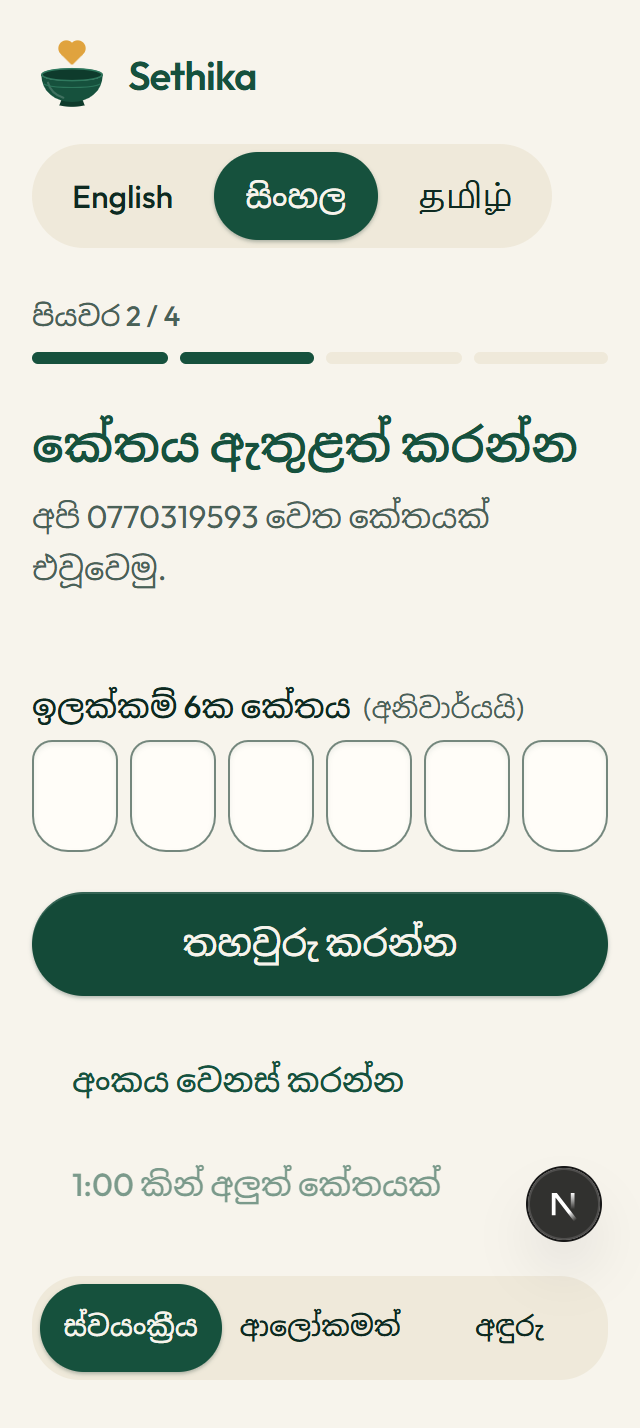 Sethika
English සිංහල தமிழ்
පියවර 2 / 4
කේතය ඇතුළත් කරන්න
අපි 0770319593 වෙත කේතයක්
එවූවෙමු.
ඉලක්කම් 6ක කේතය (අනිවාර්යයි)
තහවුරු කරන්න
අංකය වෙනස් කරන්න
1:00 කින් අලුත් කේතයක්
N
ස්වයංක්‍රීය ආලෝකමත් අඳුරු